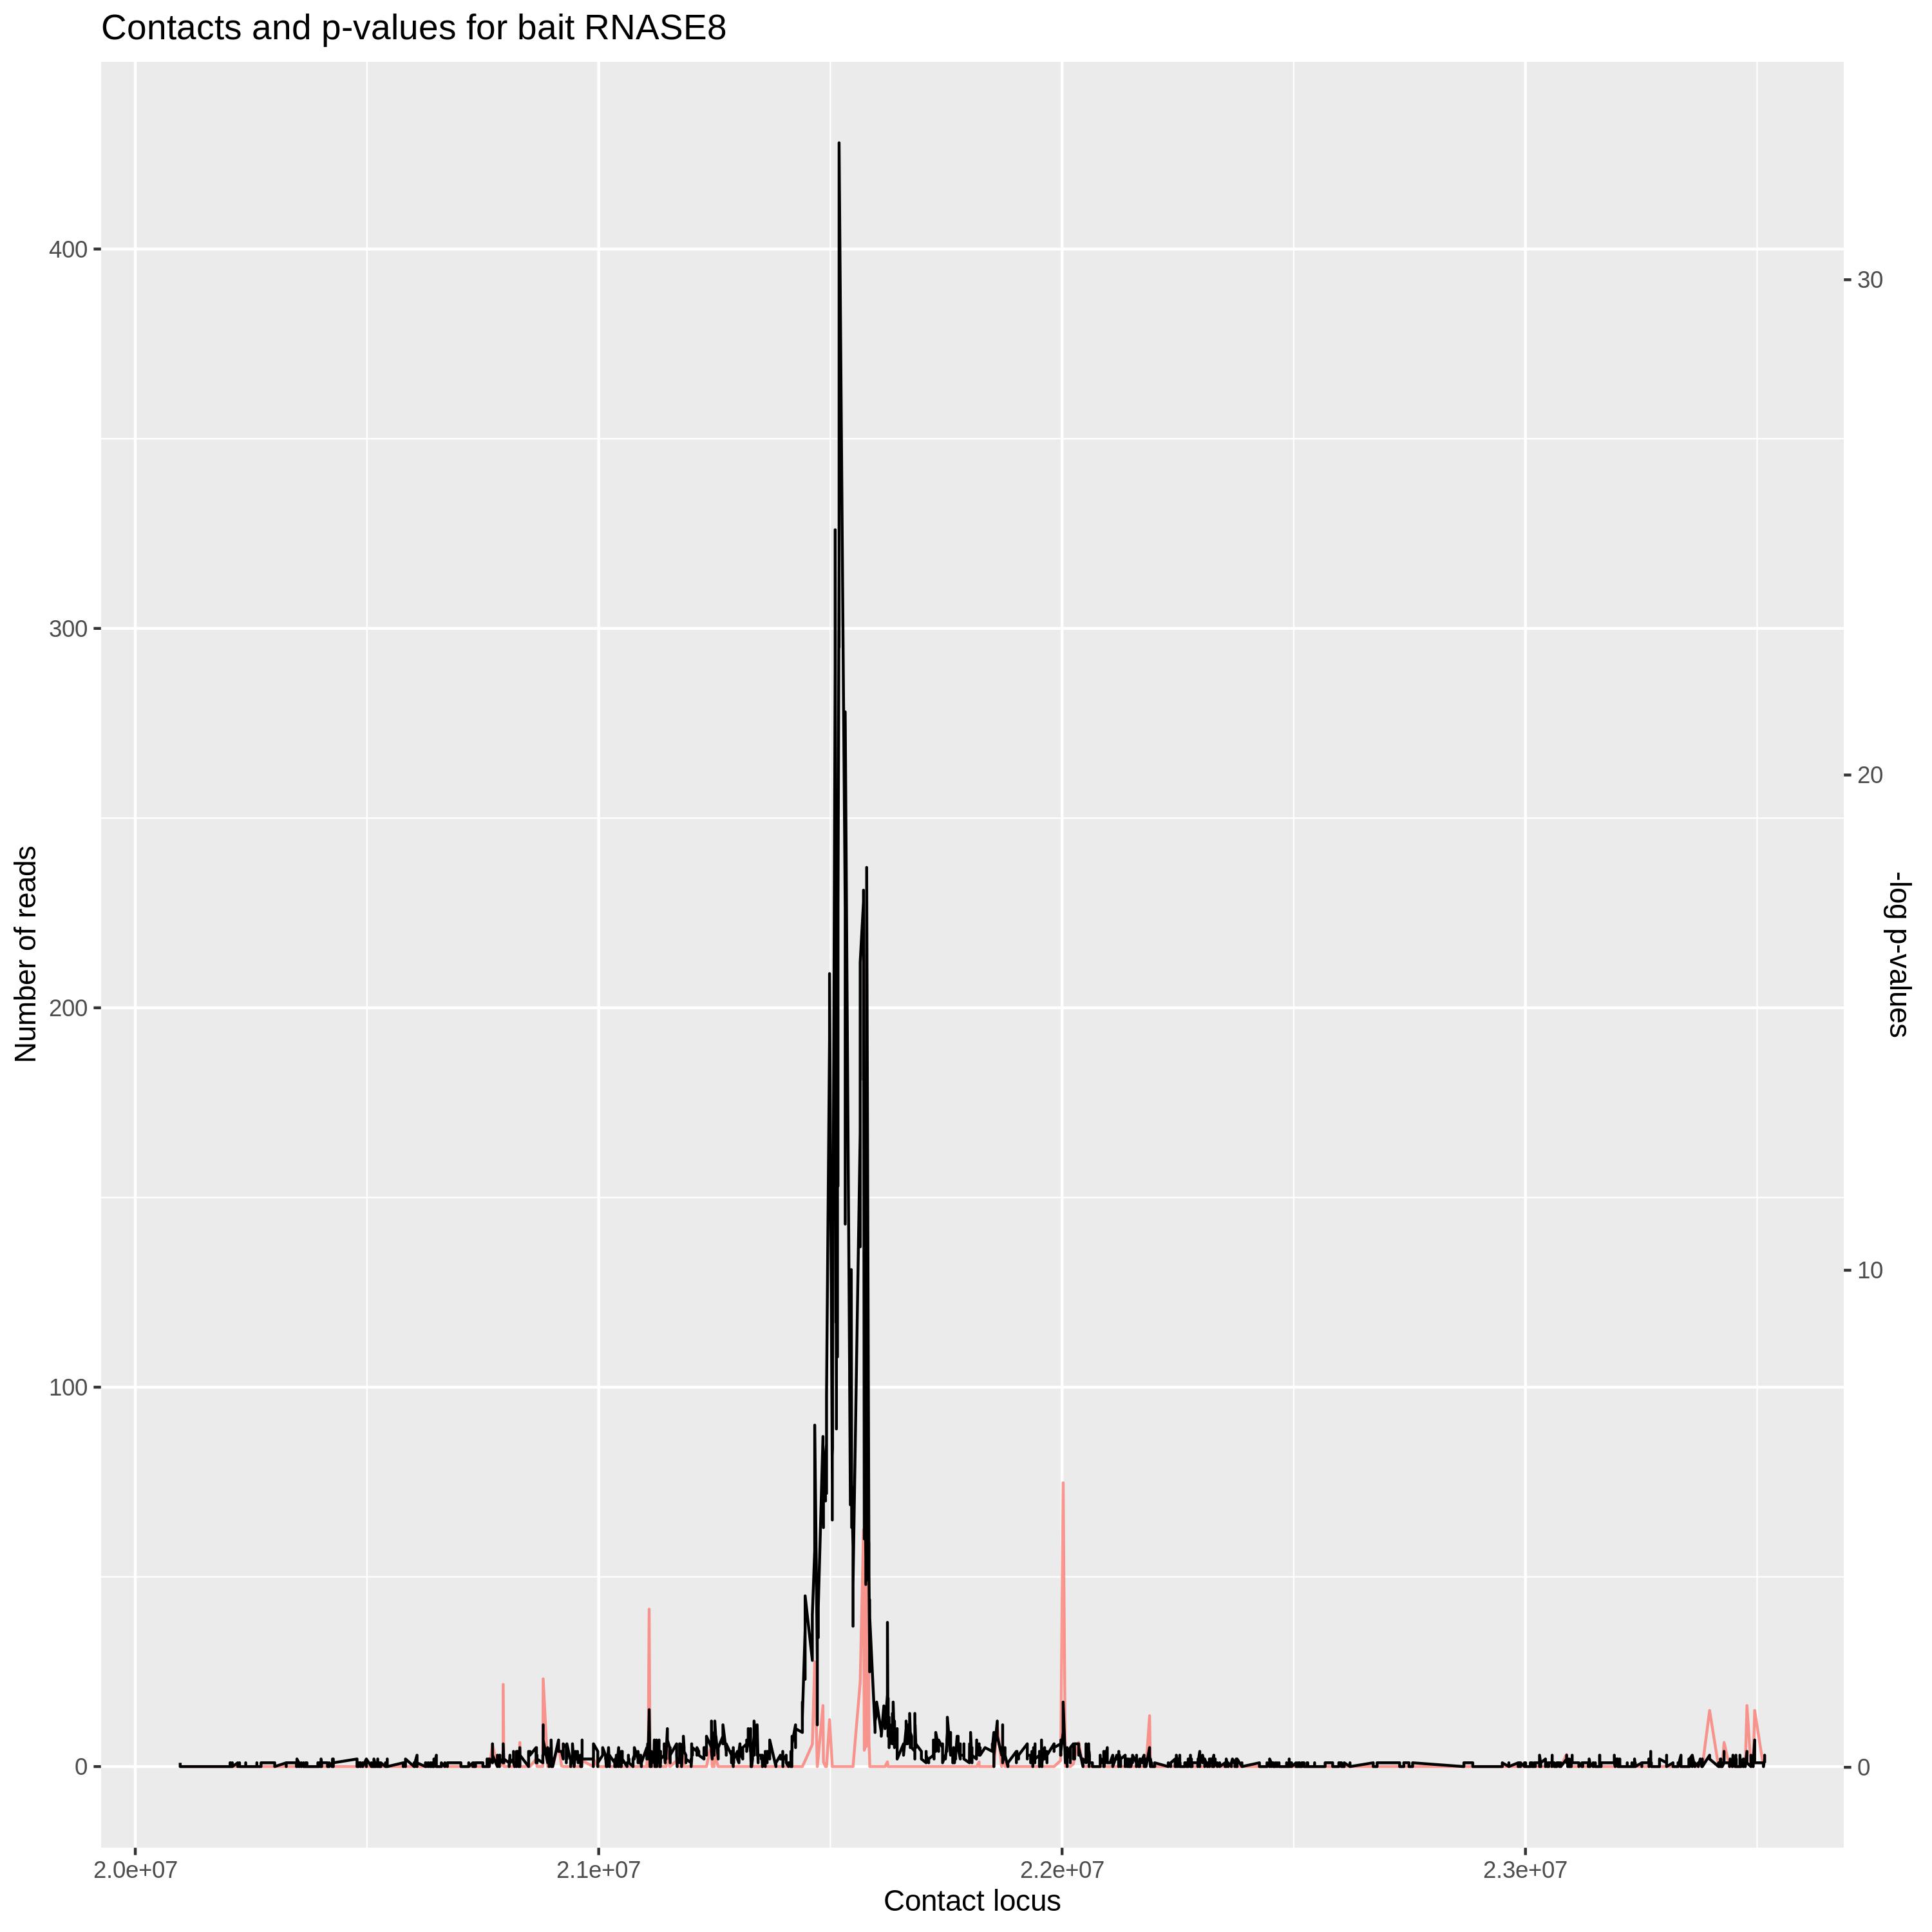 Contacts and p-values for bait RNASE8
400
300
200
100
0
Number of reads
30
20
10
0
-log p-values
2.0e+07
2.1e+07
2.2e+07
2.3e+07
Contact locus